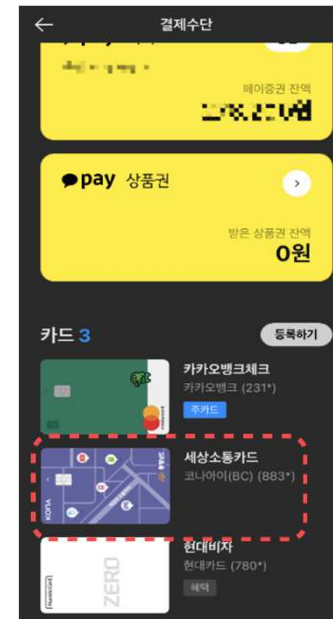 결제수단
페이증권 잔액
pay 상품권
받은 상품권 잔액
0원
카드 3
등록하기
카카오뱅크체크
카카오뱅크 (231*)
주카드
세상소통카드
코나아이(BC) (883*)
KONA
현대비자
현대카드 (780*)
혜택
ZERO